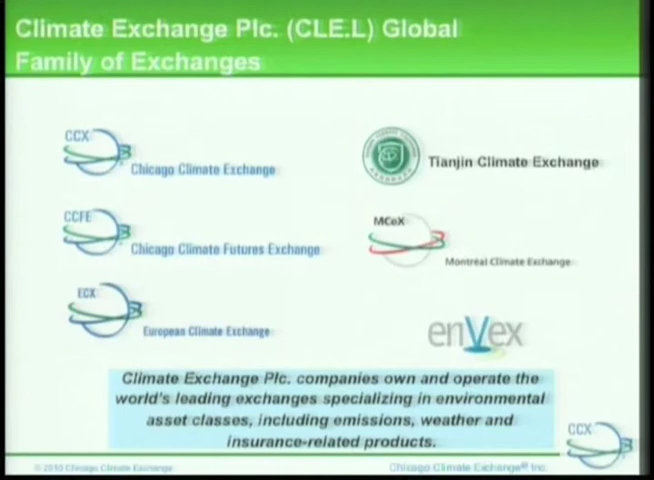 Climate Exchange Plc. (CLE.L) Global
Family of Exchanges
CCX
Chicago Climate Exchange
Tianjin Climate Exchange
CCFE
Chicago Climate Futures Exchange
MCeX
Montréal Climate Exchange
ECX
European Climate Exchange
enVex
Climate Exchange Plc. companies own and operate the
world's leading exchanges specializing in environmental
asset classes, including emissions, weather and
insurance-related products.
CCX
© 2010 Chicago Climate Exchange
Chicago Climate Exchange® Inc.